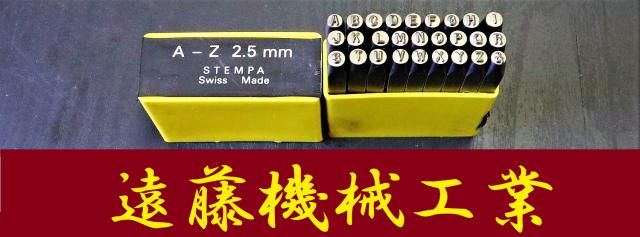 A – Z 2.5 mm
STEMPA
Swiss Made
A B C D E F G H I
J K L M N O P Q R
S T U V W X Y Z &
遠藤機械工業